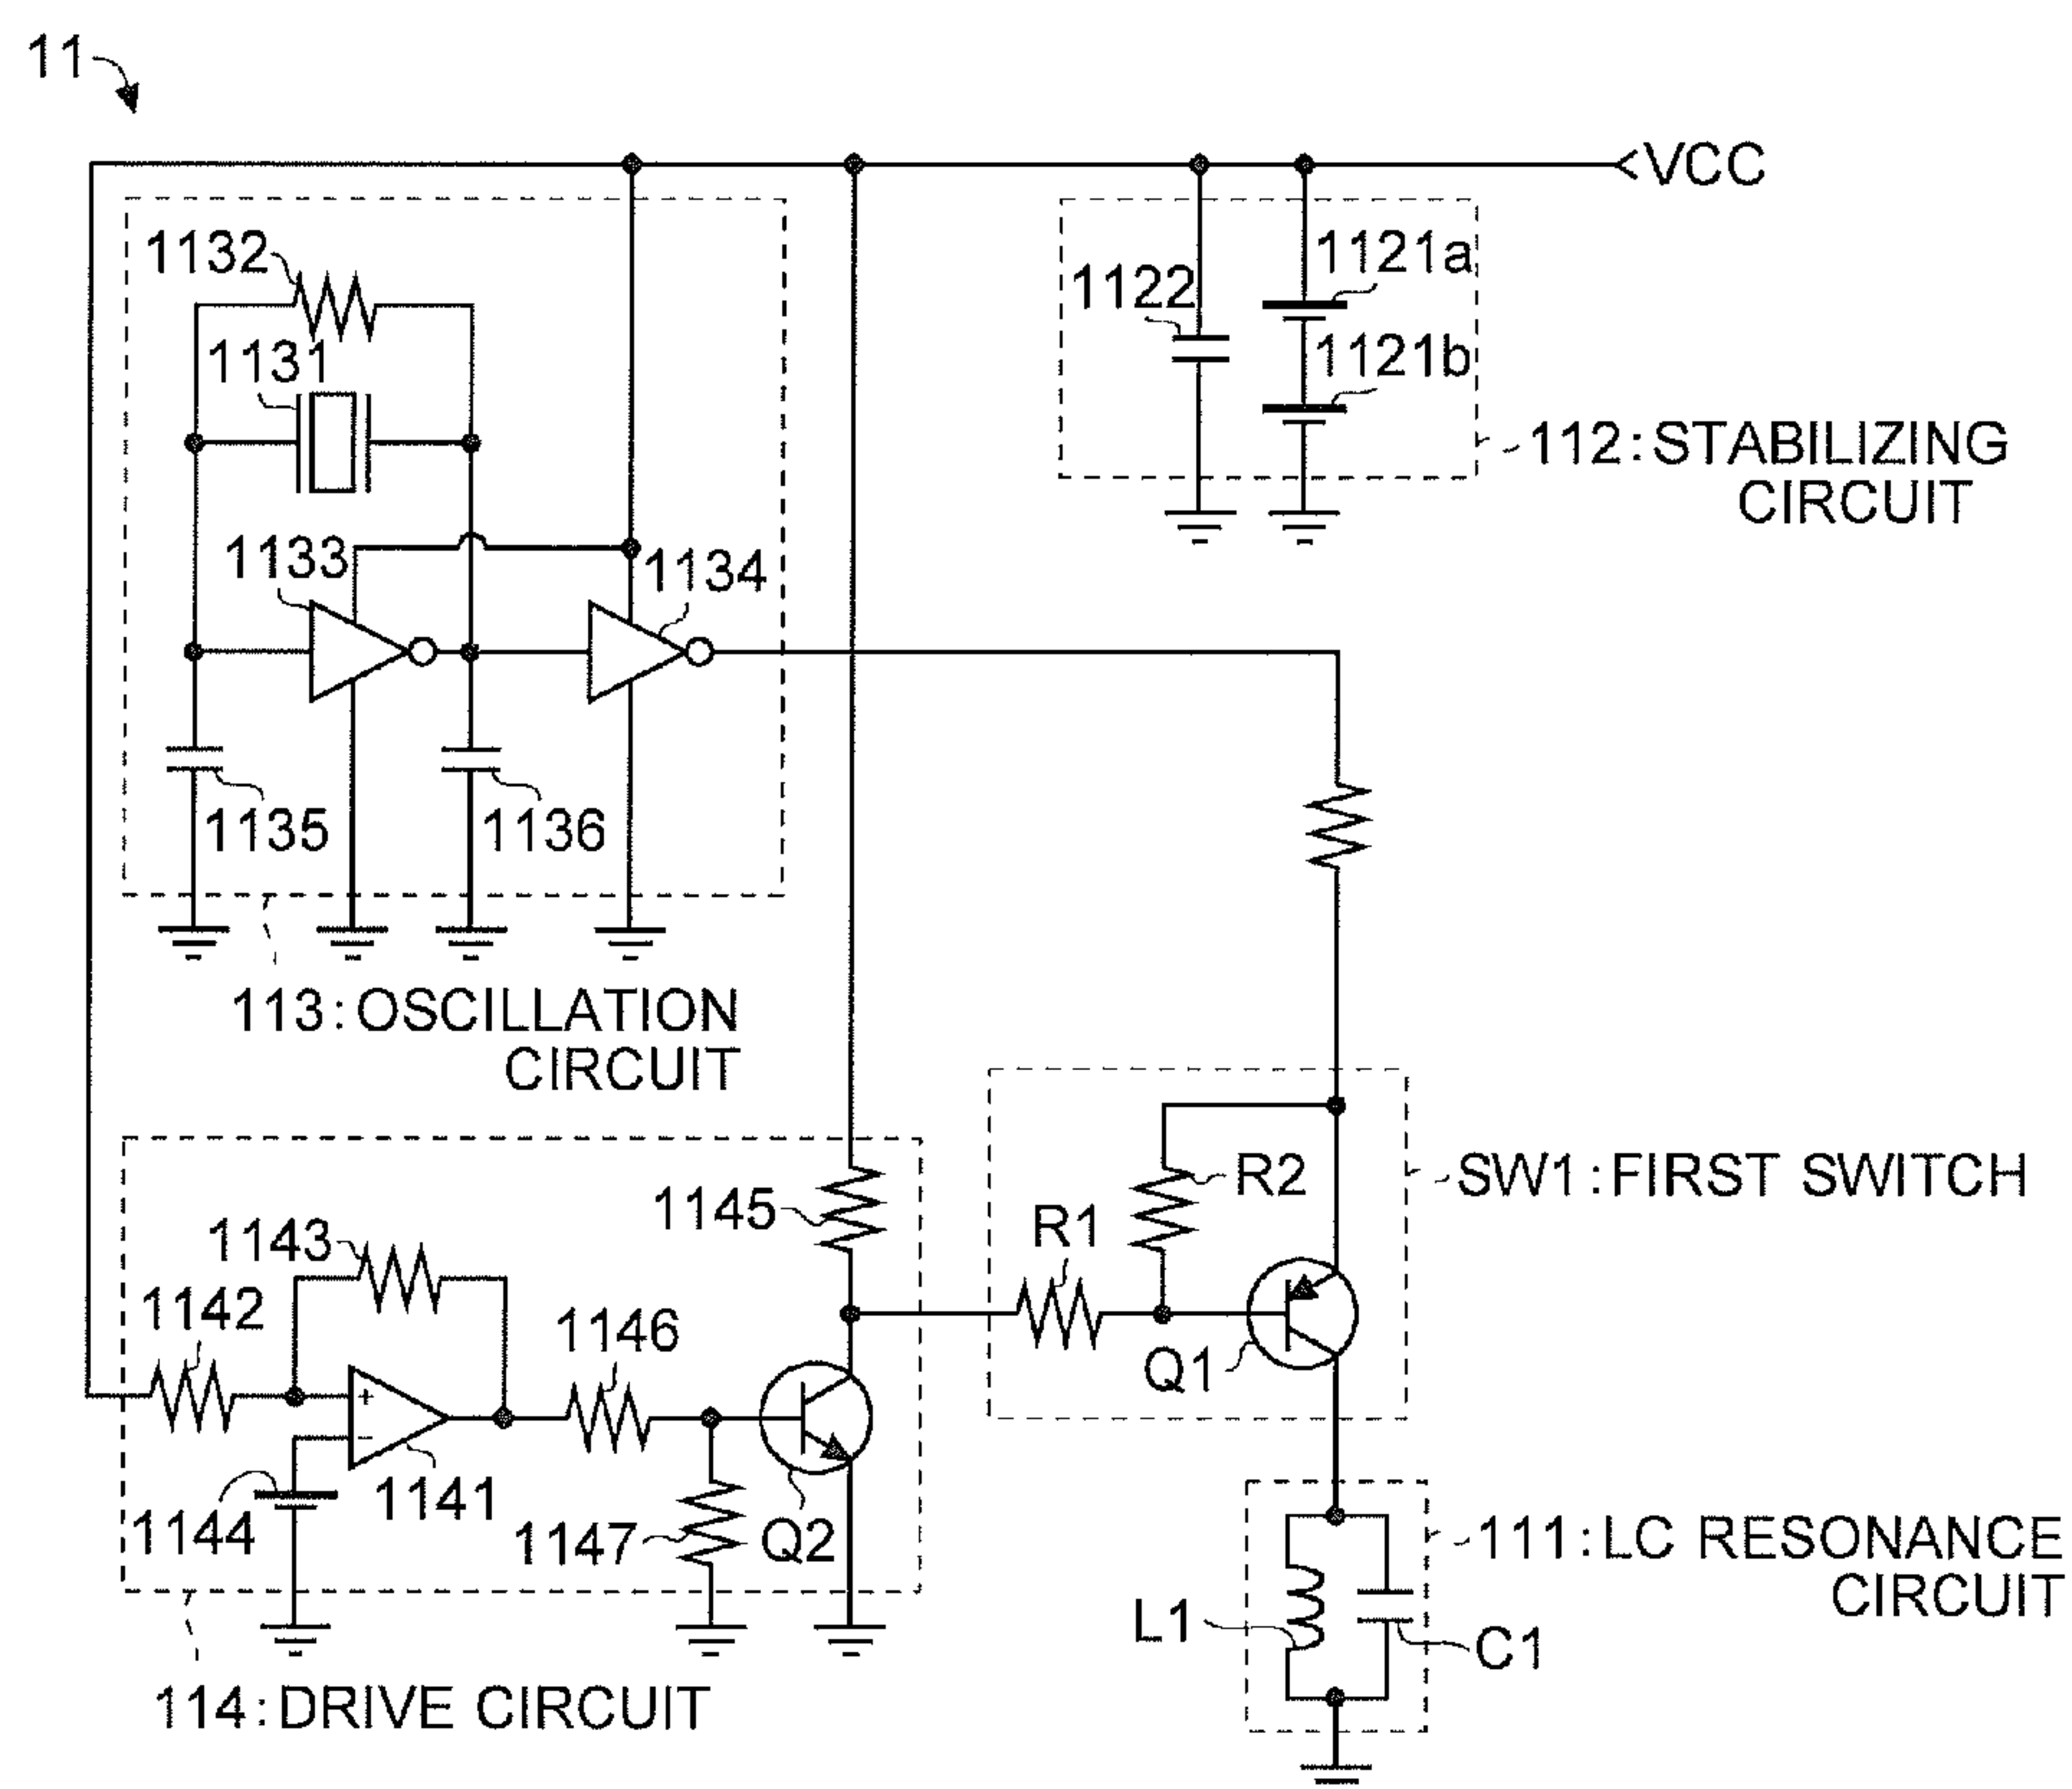 11
VCC
1132
1131
1122
1121a
1121b
112:STABILIZING
CIRCUIT
1133
1134
1135
1136
113:OSCILLATION
CIRCUIT
1145
R2
SW1:FIRST SWITCH
R1
1143
1142
1146
Q1
+
−
1141
1144
1147
Q2
111:LC RESONANCE
CIRCUIT
L1
C1
114:DRIVE CIRCUIT